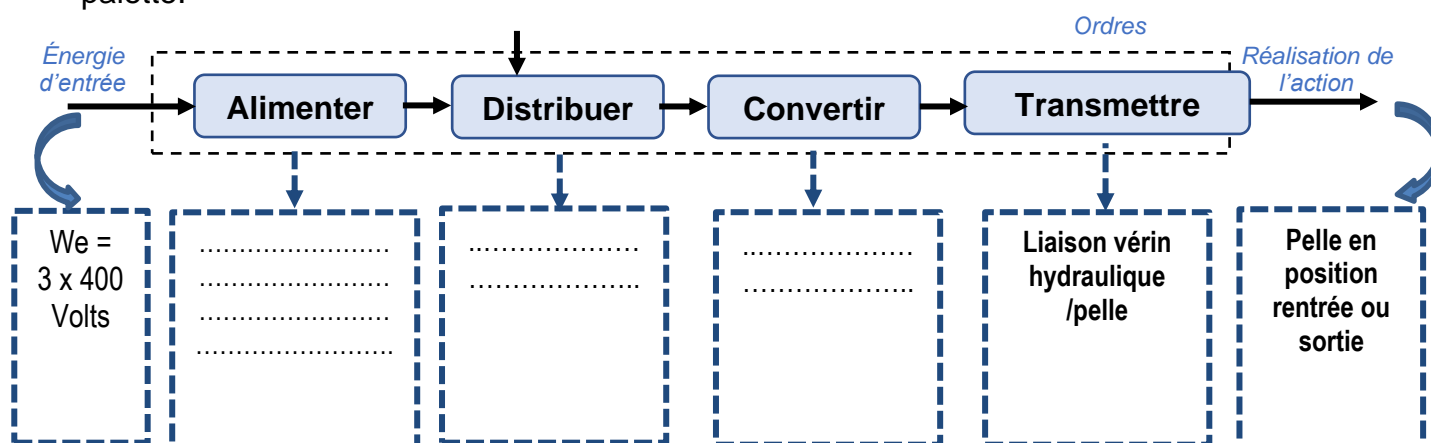 palette.
Ordres
Énergie
d'entrée
Réalisation de
l'action
Alimenter
Distribuer
Convertir
Transmettre
We =
3 x 400
Volts
……………………
……………………
……………………
……………………
...………………
………………..
...………………
………………..
Liaison vérin
hydraulique
/pelle
Pelle en
position
rentrée ou
sortie